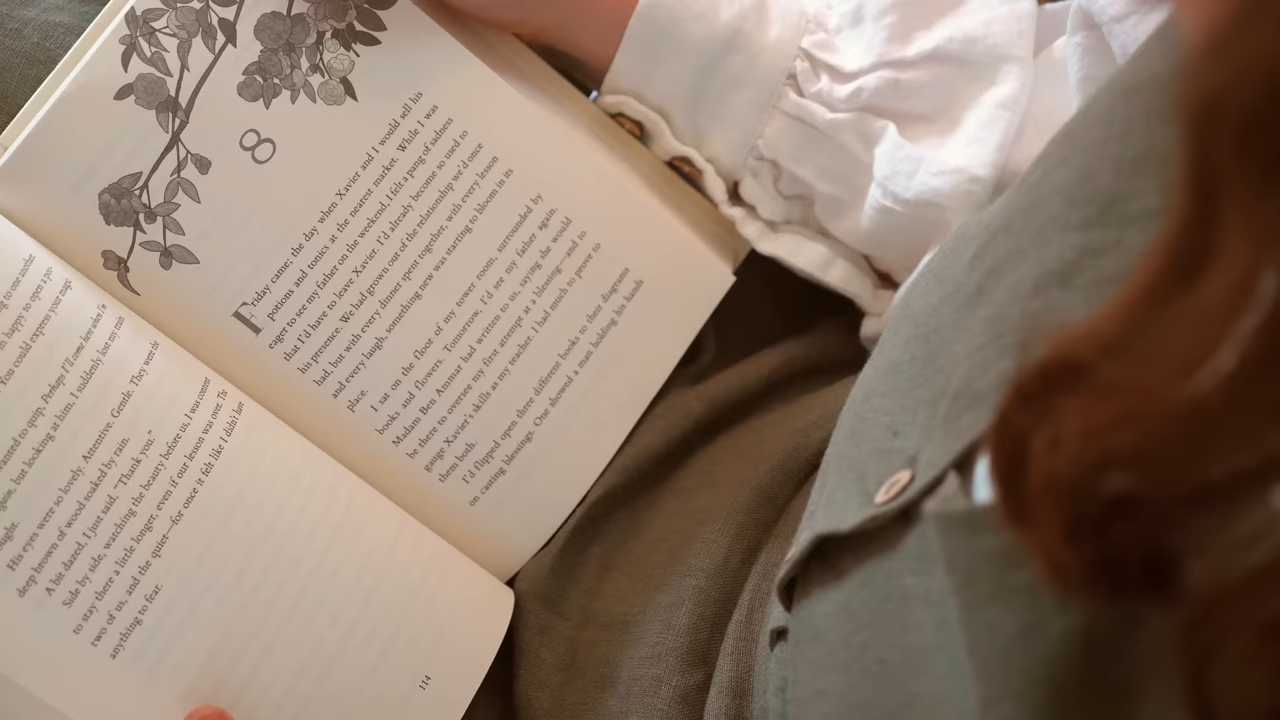 ng to one another.
m happy to open a por-
You could express your magic
wanted to quip. Perhaps I'll come here when I'm
again, but looking at him, I suddenly lost my train
ought.
His eyes were so lovely. Attentive. Gentle. They were the
deep brown of wood soaked by rain.
A bit dazed, I just said, “Thank you.”
Side by side, watching the beauty before us, I was content
to stay there a little longer, even if our lesson was over. The
two of us, and the quiet—for once it felt like I didn't have
anything to fear.
114
8
Friday came; the day when Xavier and I would sell his
potions and tonics at the nearest market. While I was
eager to see my father on the weekend, I felt a pang of sadness
that I'd have to leave Xavier. I'd already become so used to
his presence. We had grown out of the relationship we'd once
had, but with every dinner spent together, with every lesson
and every laugh, something new was starting to bloom in its
place.
I sat on the floor of my tower room, surrounded by
books and flowers. Tomorrow, I'd see my father again.
Madam Ben Ammar had written to us, saying she would
be there to oversee my first attempt at a blessing—and to
gauge Xavier's skills as my teacher. I had much to prove to
them both.
I'd flipped open three different books to their diagrams
on casting blessings. One showed a man holding his hands